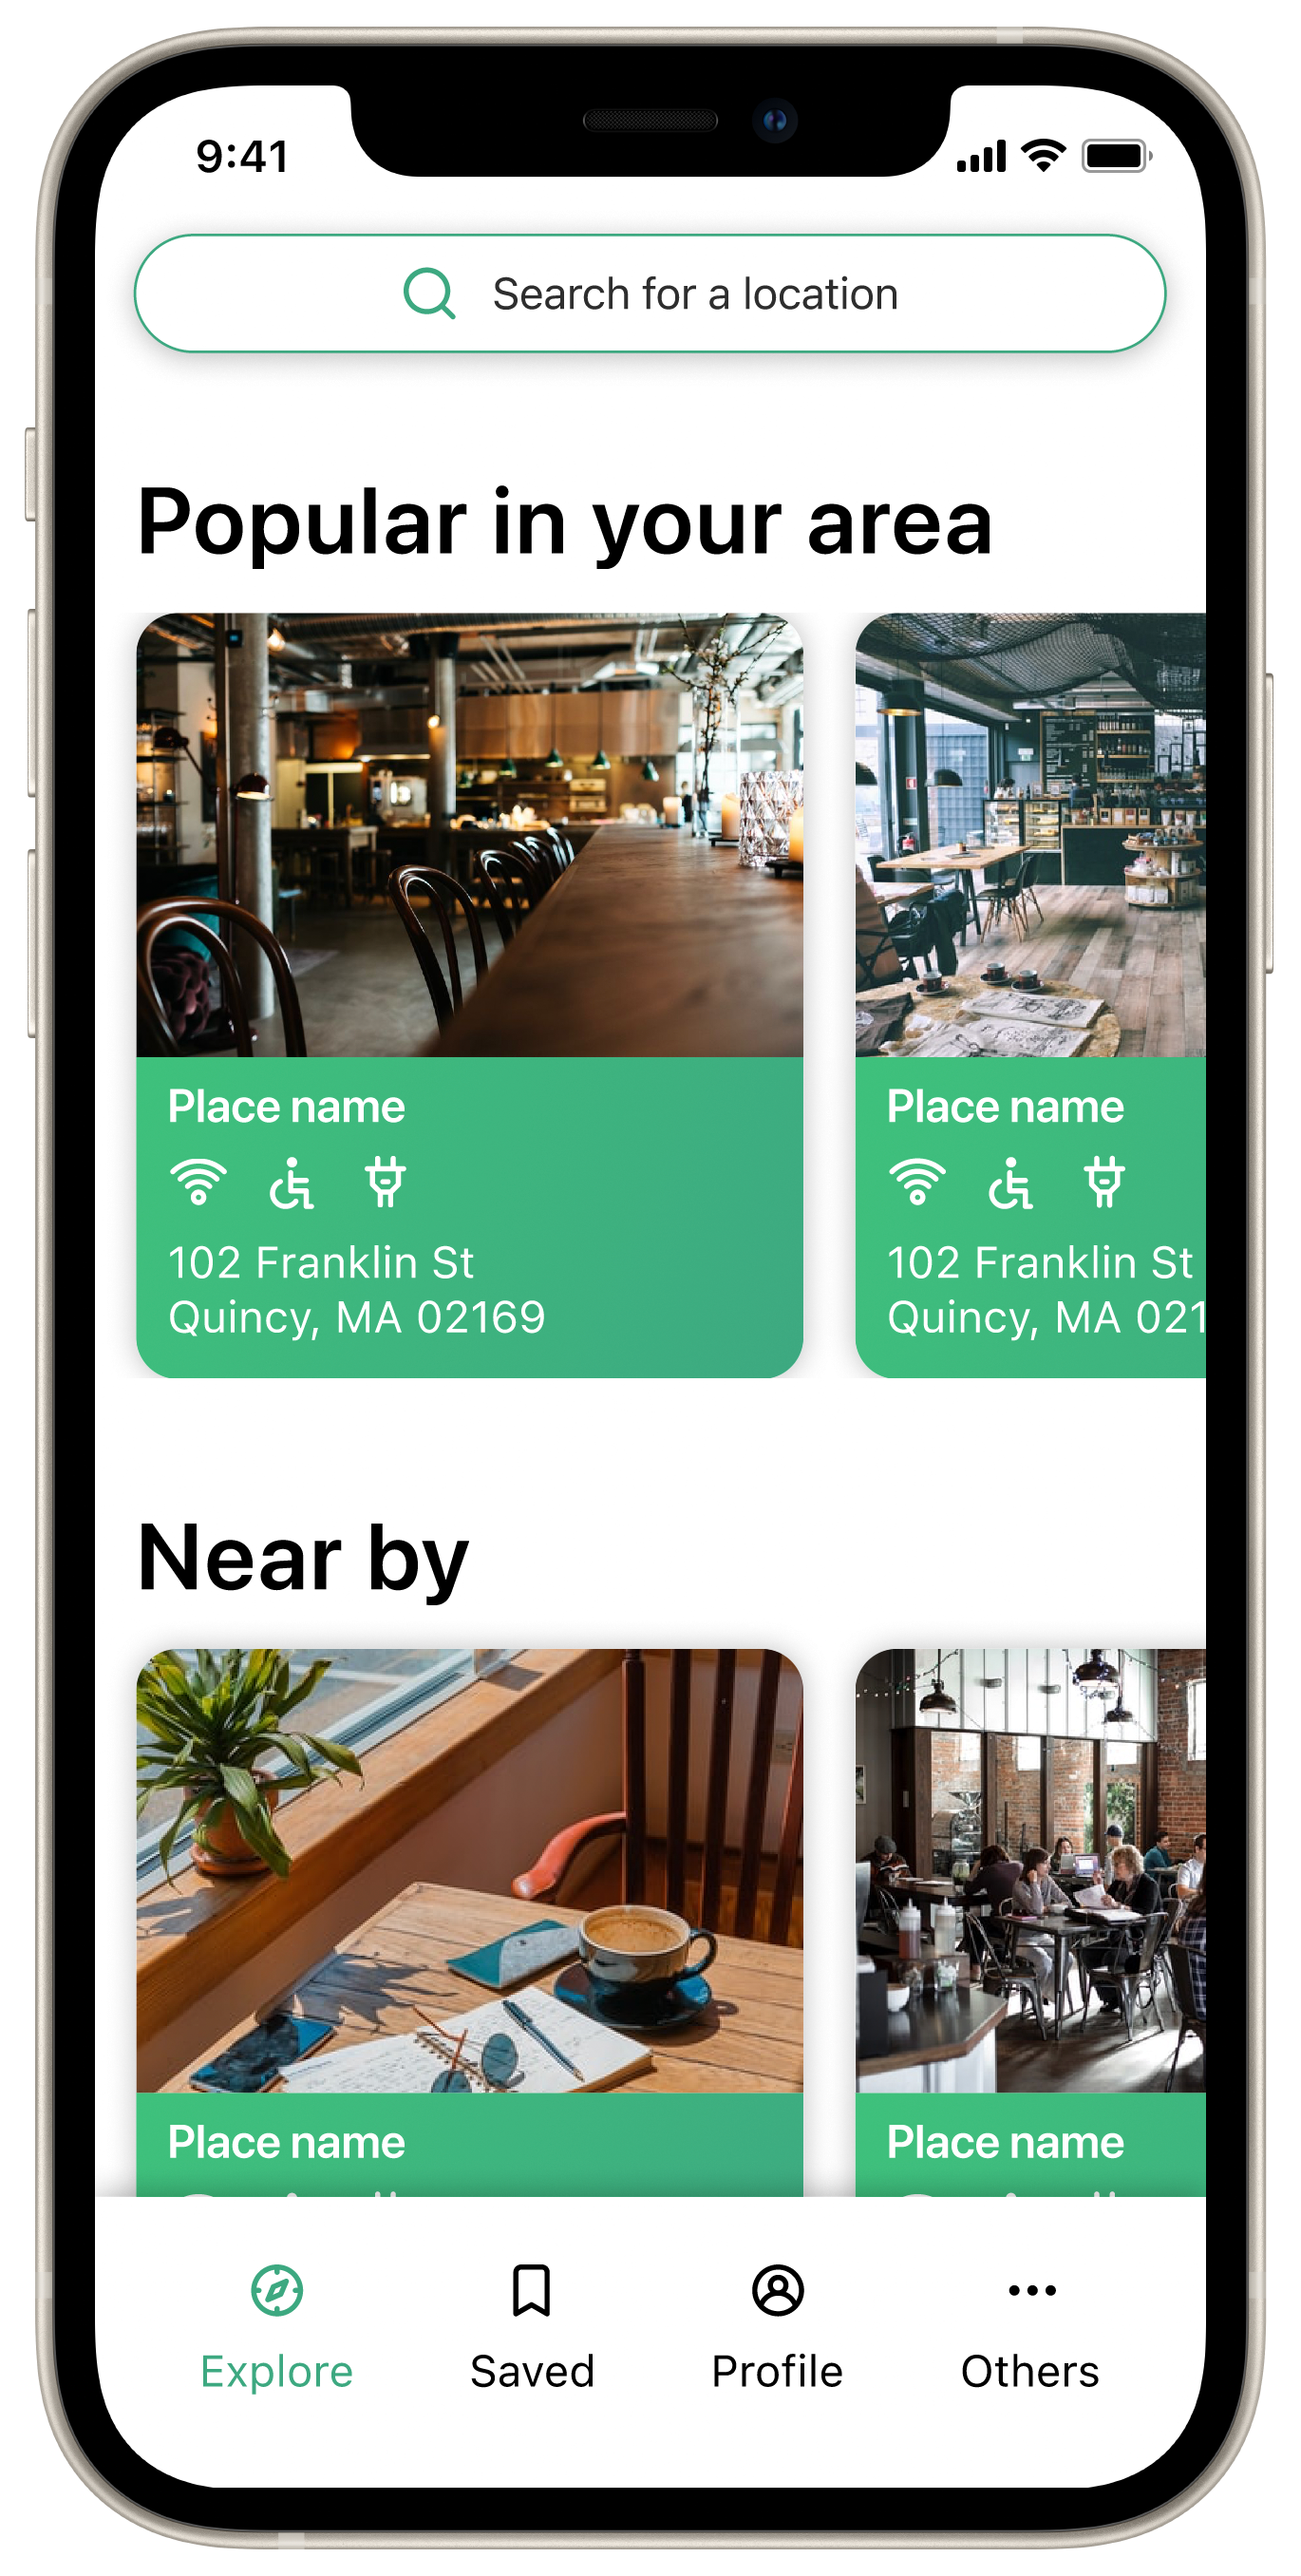 9:41
Search for a location
Popular in your area
Place name
102 Franklin St
Quincy, MA 02169
Place name
102 Franklin St
Quincy, MA 021
Near by
Place name
Place name
Explore
Saved
Profile
Others